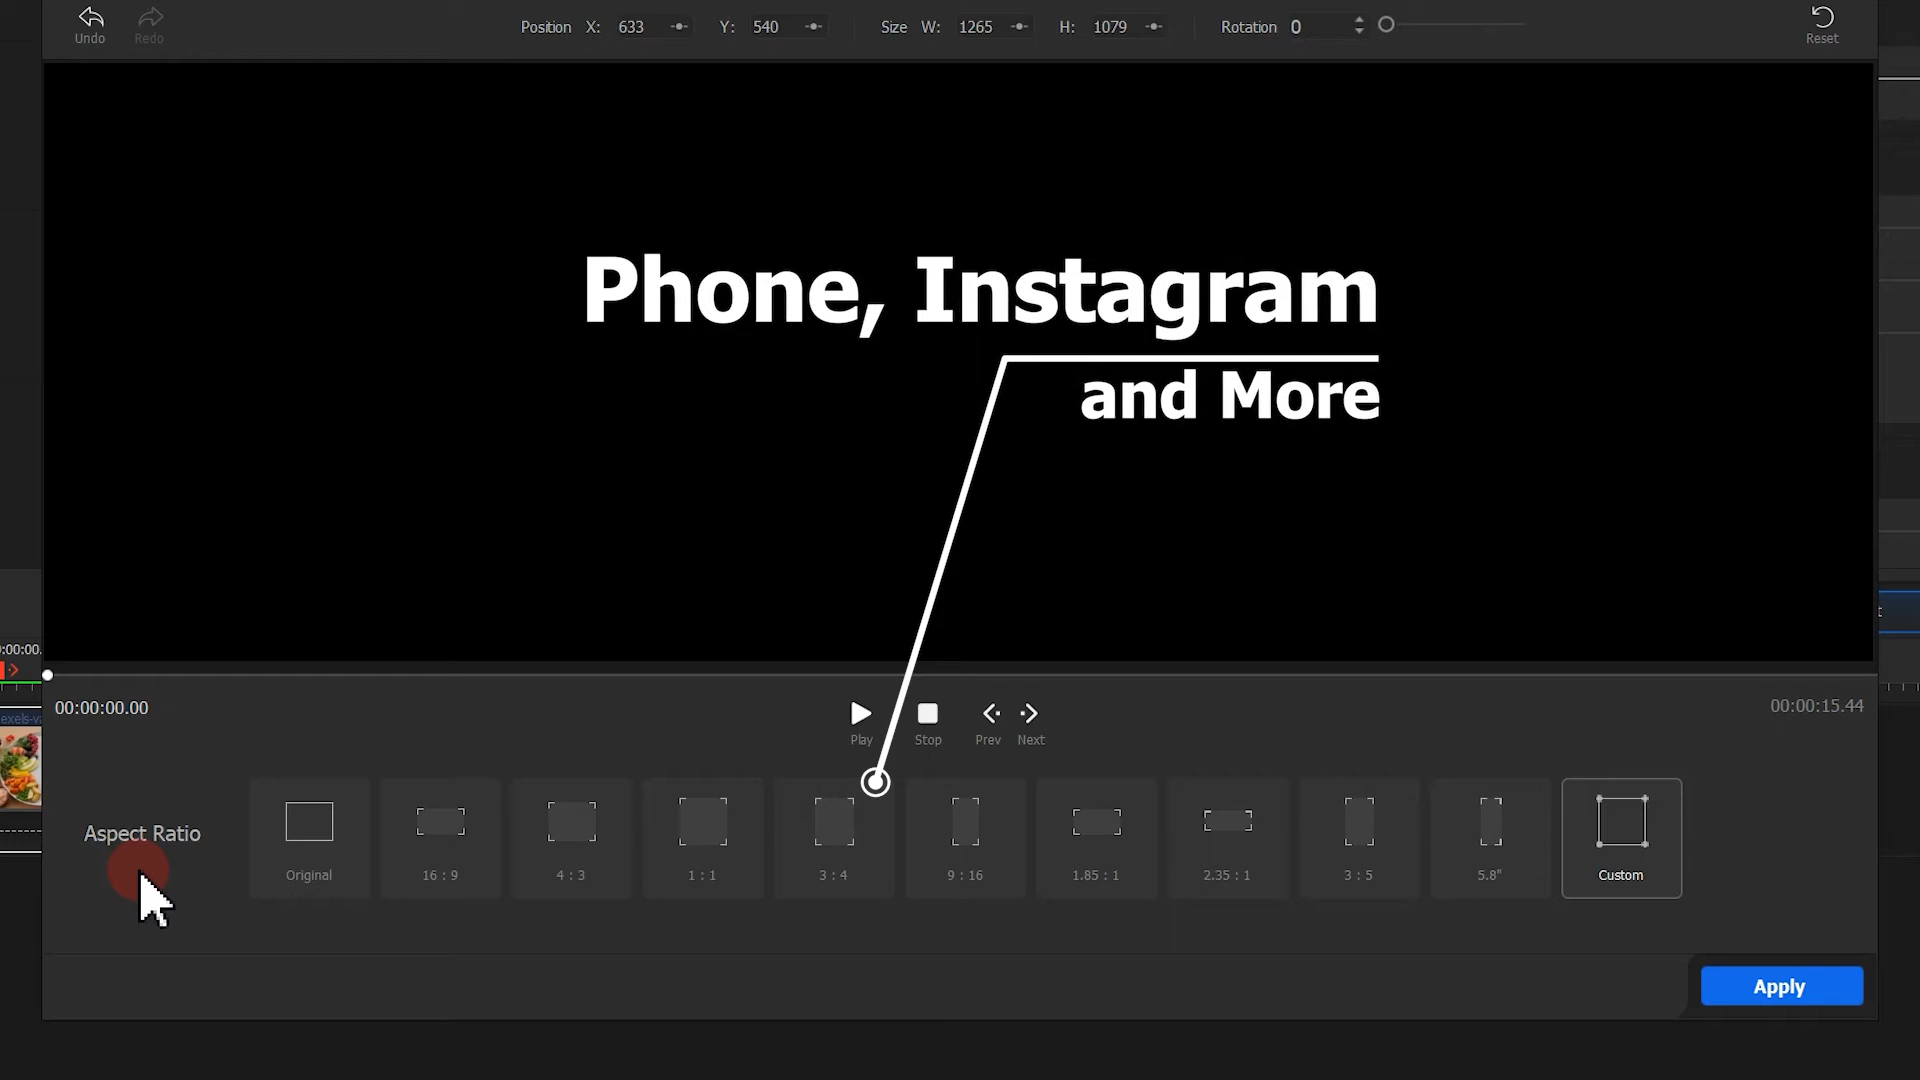 Undo Redo Position X: 633 Y: 540 Size W: 1265 H: 1079 Rotation 0 Reset
Phone, Instagram
and More
:00:00.
00:00:00.00 00:00:15.44
exels-v
Play Stop Prev Next
Aspect Ratio
Original 16 : 9 4 : 3 1 : 1 3 : 4 9 : 16 1.85 : 1 2.35 : 1 3 : 5 5.8" Custom
Apply